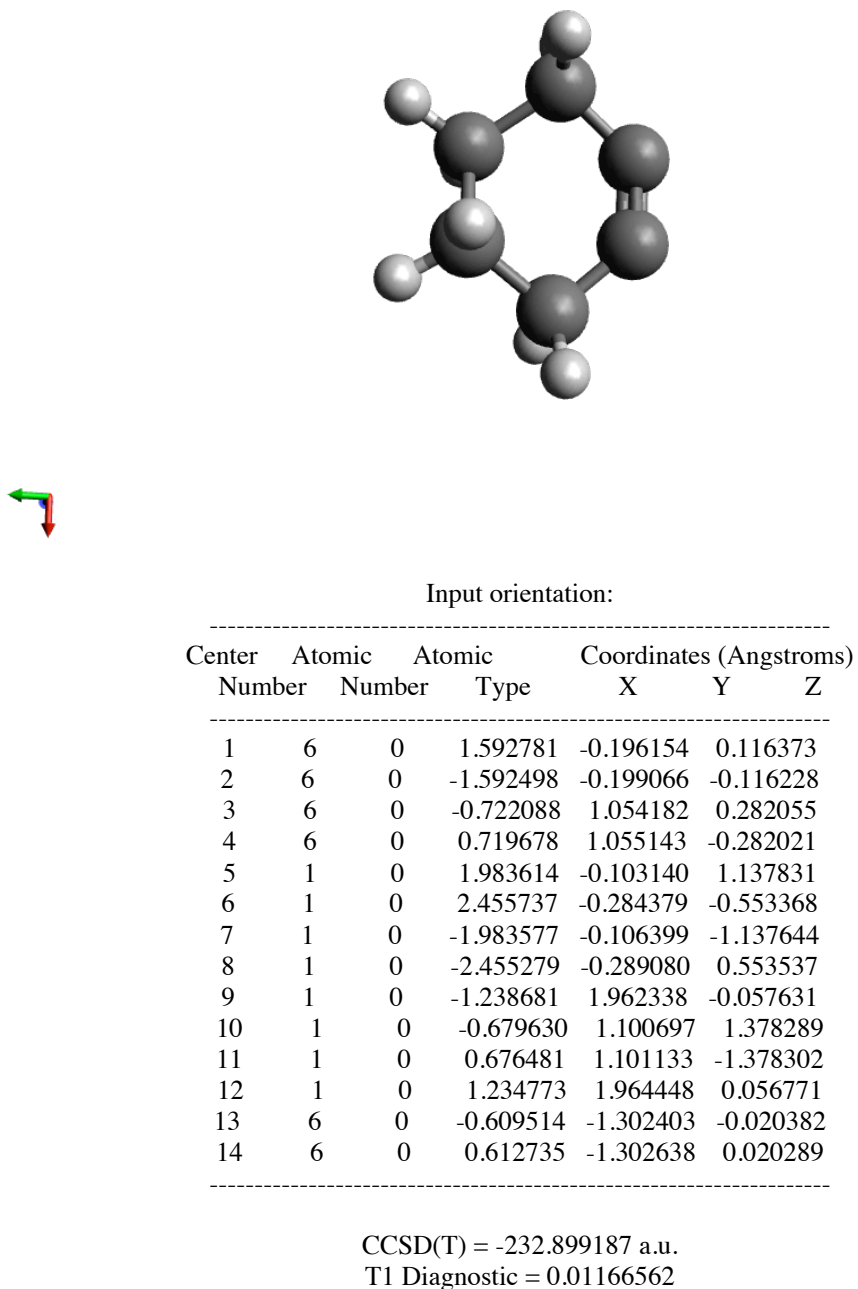 Input orientation:
---------------------------------------------------------------------
Center Atomic Atomic Coordinates (Angstroms)
Number Number Type X Y Z
---------------------------------------------------------------------
1 6 0 1.592781 -0.196154 0.116373
2 6 0 -1.592498 -0.199066 -0.116228
3 6 0 -0.722088 1.054182 0.282055
4 6 0 0.719678 1.055143 -0.282021
5 1 0 1.983614 -0.103140 1.137831
6 1 0 2.455737 -0.284379 -0.553368
7 1 0 -1.983577 -0.106399 -1.137644
8 1 0 -2.455279 -0.289080 0.553537
9 1 0 -1.238681 1.962338 -0.057631
10 1 0 -0.679630 1.100697 1.378289
11 1 0 0.676481 1.101133 -1.378302
12 1 0 1.234773 1.964448 0.056771
13 6 0 -0.609514 -1.302403 -0.020382
14 6 0 0.612735 -1.302638 0.020289
---------------------------------------------------------------------
CCSD(T) = -232.899187 a.u.
T1 Diagnostic = 0.01166562